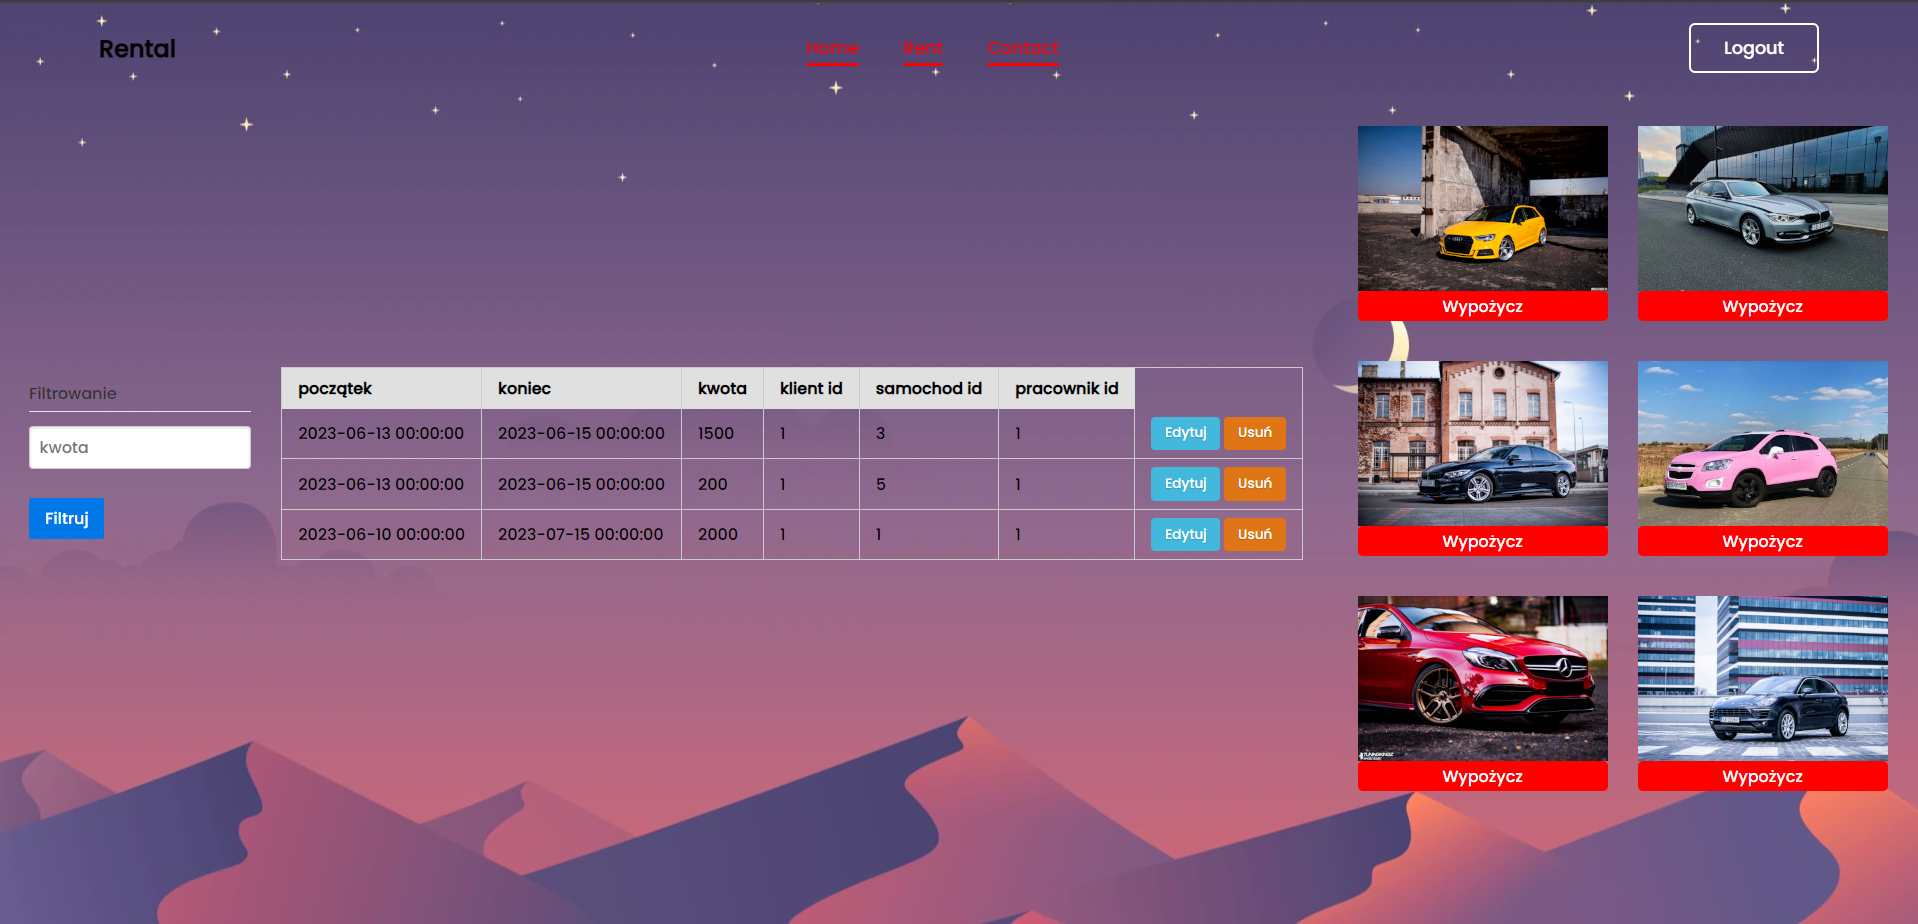 Rental
Home Rent Contact
Logout
Filtrowanie
kwota
Filtruj
początek koniec kwota klient id samochod id pracownik id
2023-06-13 00:00:00 2023-06-15 00:00:00 1500 1 3 1 Edytuj Usuń
2023-06-13 00:00:00 2023-06-15 00:00:00 200 1 5 1 Edytuj Usuń
2023-06-10 00:00:00 2023-07-15 00:00:00 2000 1 1 1 Edytuj Usuń
Wypożycz Wypożycz
Wypożycz Wypożycz
Wypożycz Wypożycz